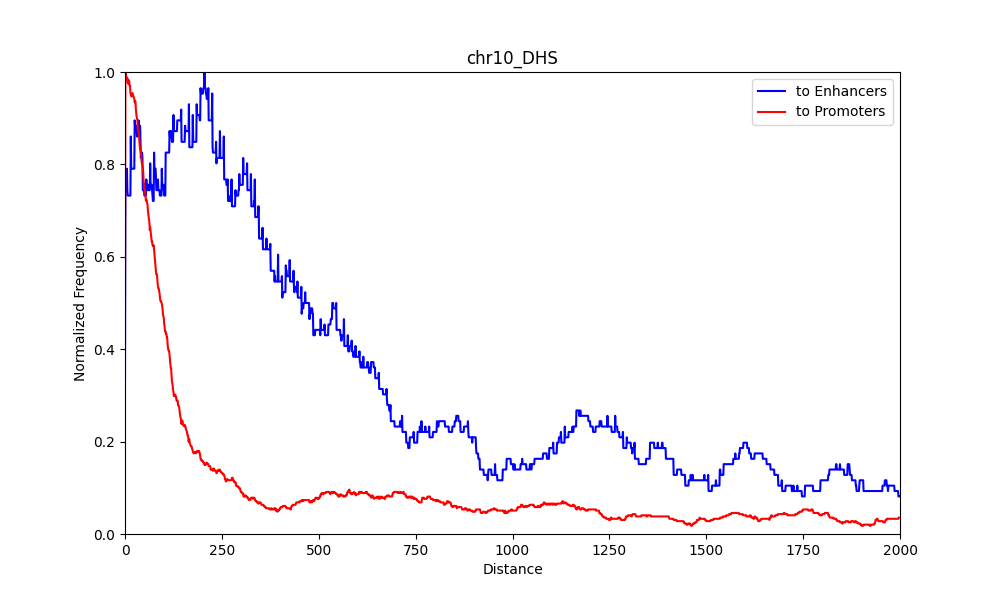 chr10_DHS
to Enhancers
to Promoters
Normalized Frequency
1.0
0.8
0.6
0.4
0.2
0.0
0 250 500 750 1000 1250 1500 1750 2000
Distance